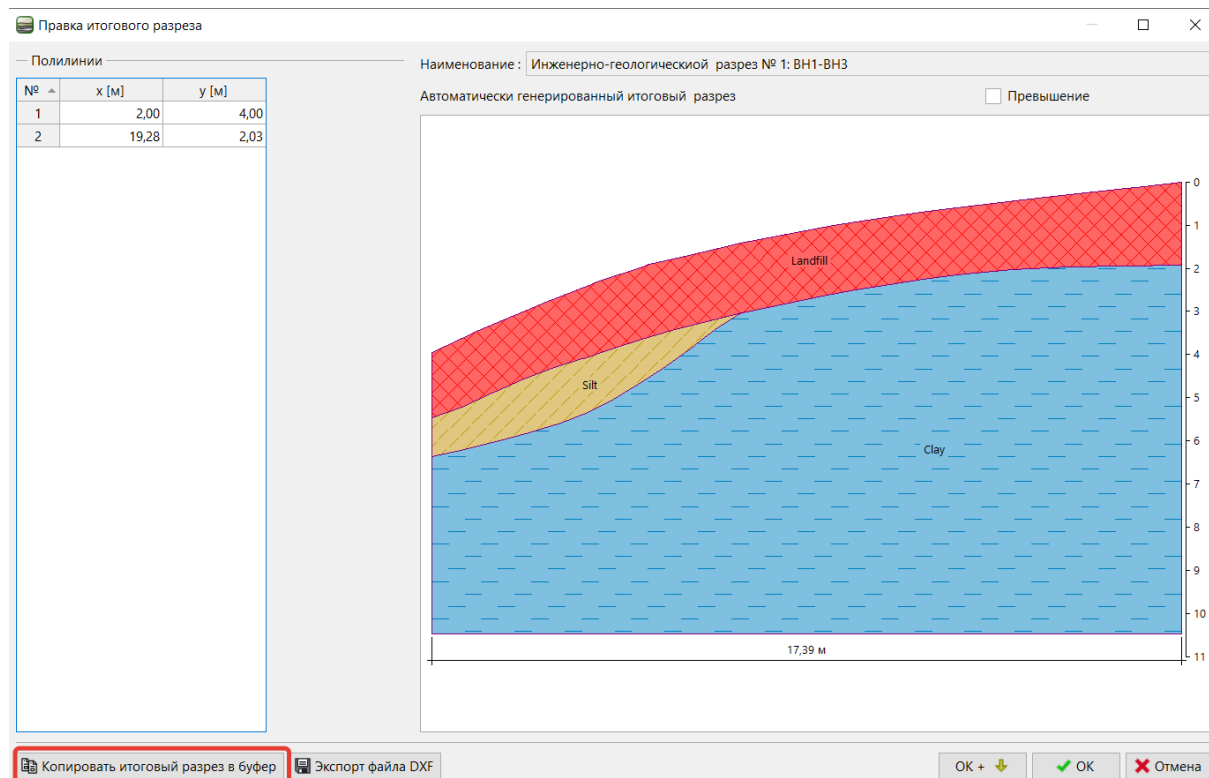 Правка итогового разреза
Полилинии
№ x [м] y [м]
1 2,00 4,00
2 19,28 2,03
Наименование : Инженерно-геологическиой разрез № 1: BH1-BH3
Автоматически генерированный итоговый разрез
Превышение
0
1
Landfill
2
3
4
Silt
5
Clay
6
7
8
9
10
17,39 м
11
Копировать итоговый разрез в буфер
Экспорт файла DXF
OK +
OK
Отмена